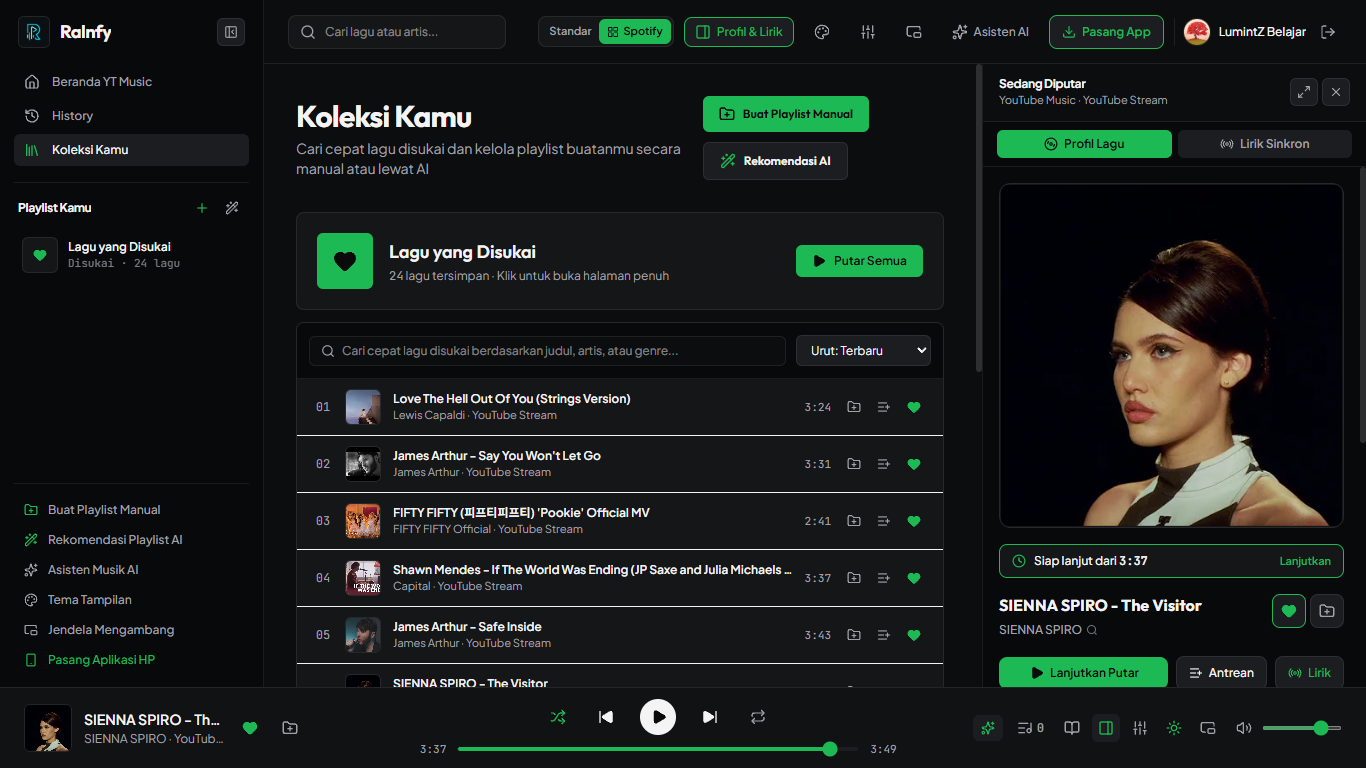 RaInfy
Beranda YT Music
History
Koleksi Kamu
Playlist Kamu
Lagu yang Disukai
Disukai · 24 lagu
Buat Playlist Manual
Rekomendasi Playlist AI
Asisten Musik AI
Tema Tampilan
Jendela Mengambang
Pasang Aplikasi HP
Cari lagu atau artis...
Standar
Spotify
Profil & Lirik
Asisten AI
Pasang App
LumintZ Belajar
Koleksi Kamu
Cari cepat lagu disukai dan kelola playlist buatanmu secara
manual atau lewat AI
Buat Playlist Manual
Rekomendasi AI
Lagu yang Disukai
24 lagu tersimpan · Klik untuk buka halaman penuh
Putar Semua
Cari cepat lagu disukai berdasarkan judul, artis, atau genre...
Urut: Terbaru
01
Love The Hell Out Of You (Strings Version)
Lewis Capaldi · YouTube Stream
3:24
02
James Arthur - Say You Won't Let Go
James Arthur · YouTube Stream
3:31
03
FIFTY FIFTY (피프티피프티) 'Pookie' Official MV
FIFTY FIFTY Official · YouTube Stream
2:41
04
Shawn Mendes - If The World Was Ending (JP Saxe and Julia Michaels ...
Capital · YouTube Stream
3:37
05
James Arthur - Safe Inside
James Arthur · YouTube Stream
3:43
SIENNA SPIRO - The Visitor
Sedang Diputar
YouTube Music · YouTube Stream
Profil Lagu
Lirik Sinkron
Siap lanjut dari 3:37
Lanjutkan
SIENNA SPIRO - The Visitor
SIENNA SPIRO
Lanjutkan Putar
Antrean
Lirik
SIENNA SPIRO - Th...
SIENNA SPIRO · YouTub...
3:37
3:49
0